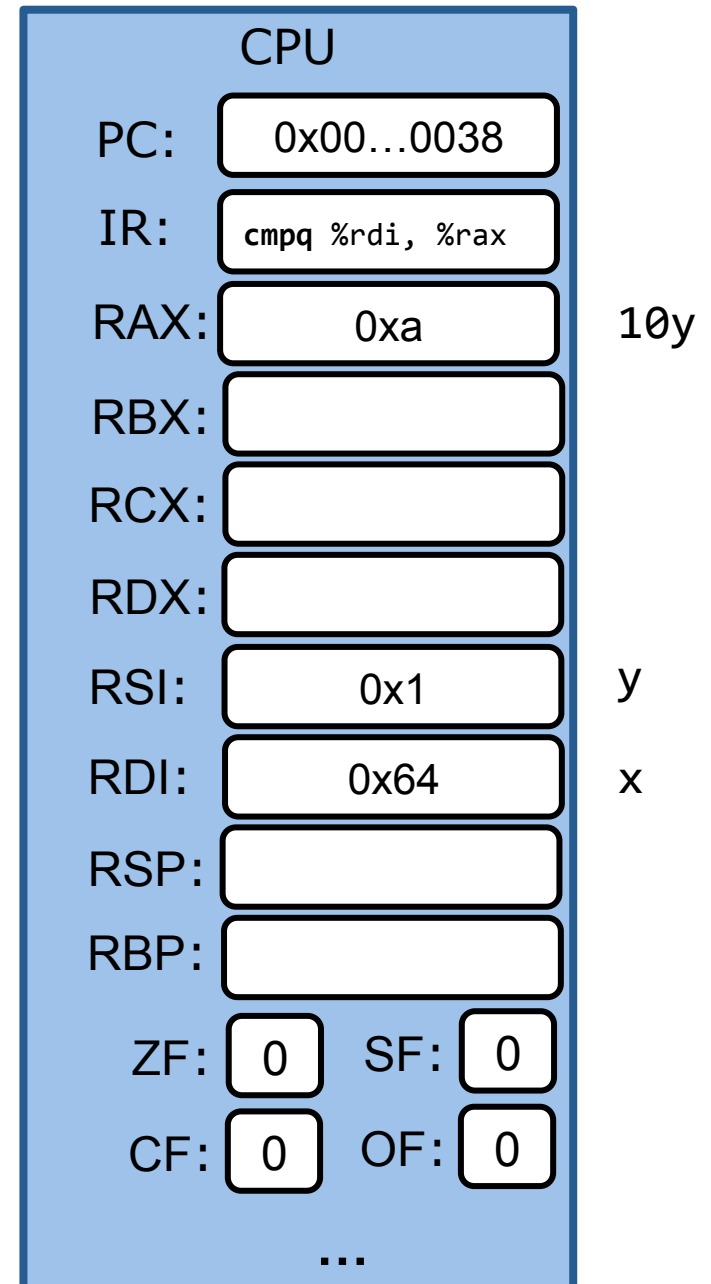 CPU
PC: 0x00...0038
IR: cmpq %rdi, %rax
RAX: 0xa 10y
RBX:
RCX:
RDX:
RSI: 0x1 y
RDI: 0x64 x
RSP:
RBP:
ZF: 0 SF: 0
CF: 0 OF: 0
...